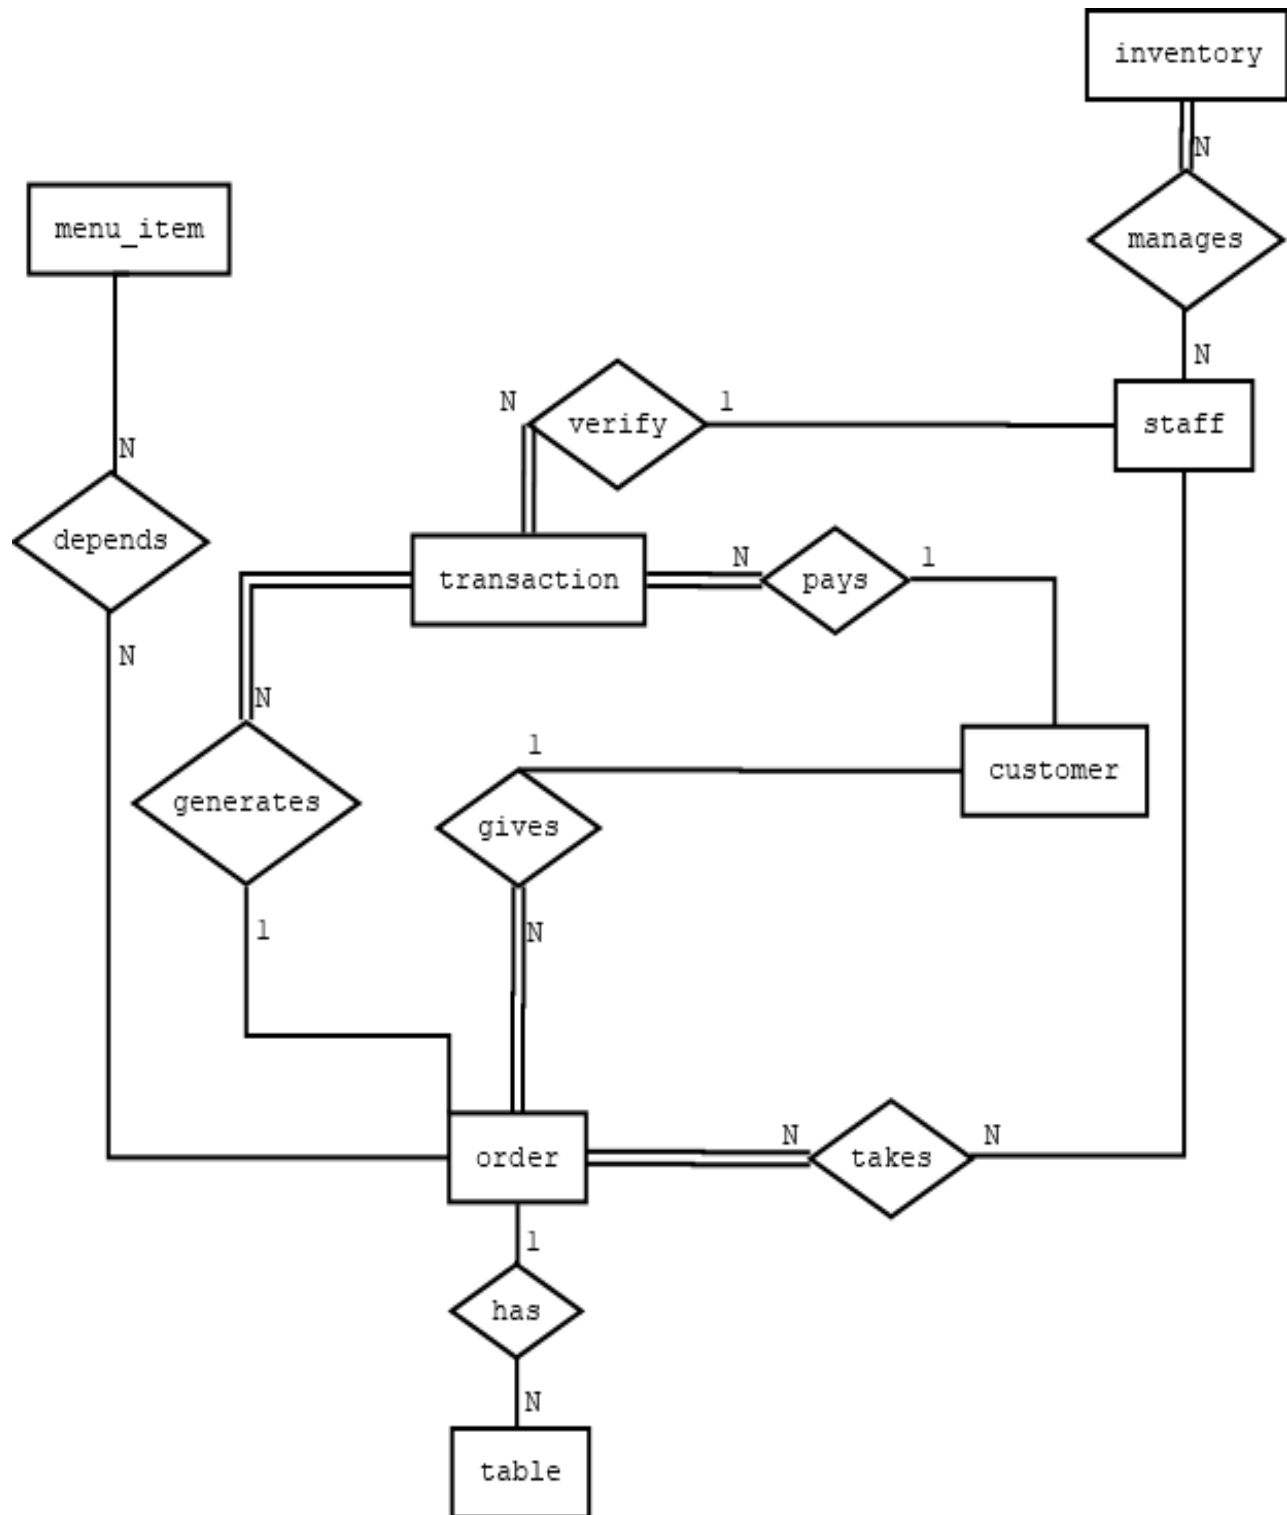 inventory
N
manages
N
menu_item
N
verify
1
staff
N
depends
transaction
N
pays
1
N
N
generates
1
customer
gives
1
N
order
N
takes
N
1
has
N
table